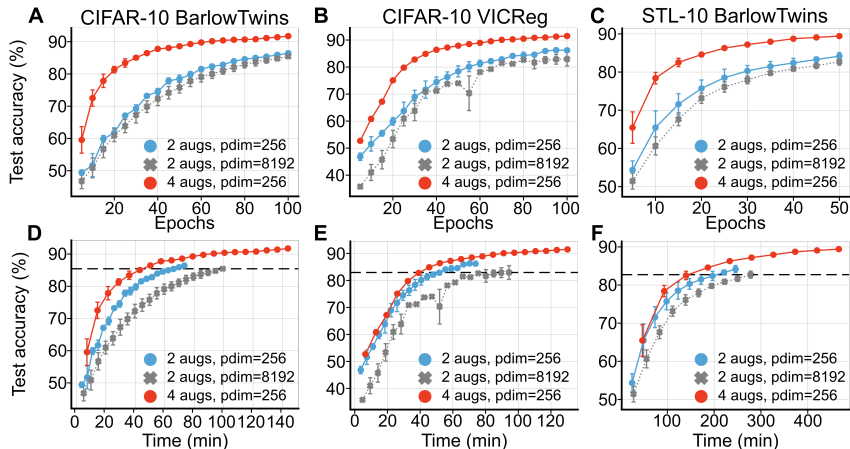 A CIFAR-10 BarlowTwins
Test accuracy (%)
90
80
70
60
50
2 augs, pdim=256
2 augs, pdim=8192
4 augs, pdim=256
20 40 60 80 100
Epochs
B CIFAR-10 VICReg
90
80
70
60
50
40
2 augs, pdim=256
2 augs, pdim=8192
4 augs, pdim=256
20 40 60 80 100
Epochs
C STL-10 BarlowTwins
90
80
70
60
50
2 augs, pdim=256
2 augs, pdim=8192
4 augs, pdim=256
10 20 30 40 50
Epochs
D
Test accuracy (%)
90
80
70
60
50
2 augs, pdim=256
2 augs, pdim=8192
4 augs, pdim=256
0 20 40 60 80 100 120 140
Time (min)
E
90
80
70
60
50
40
2 augs, pdim=256
2 augs, pdim=8192
4 augs, pdim=256
0 20 40 60 80 100 120
Time (min)
F
90
80
70
60
50
2 augs, pdim=256
2 augs, pdim=8192
4 augs, pdim=256
100 200 300 400
Time (min)